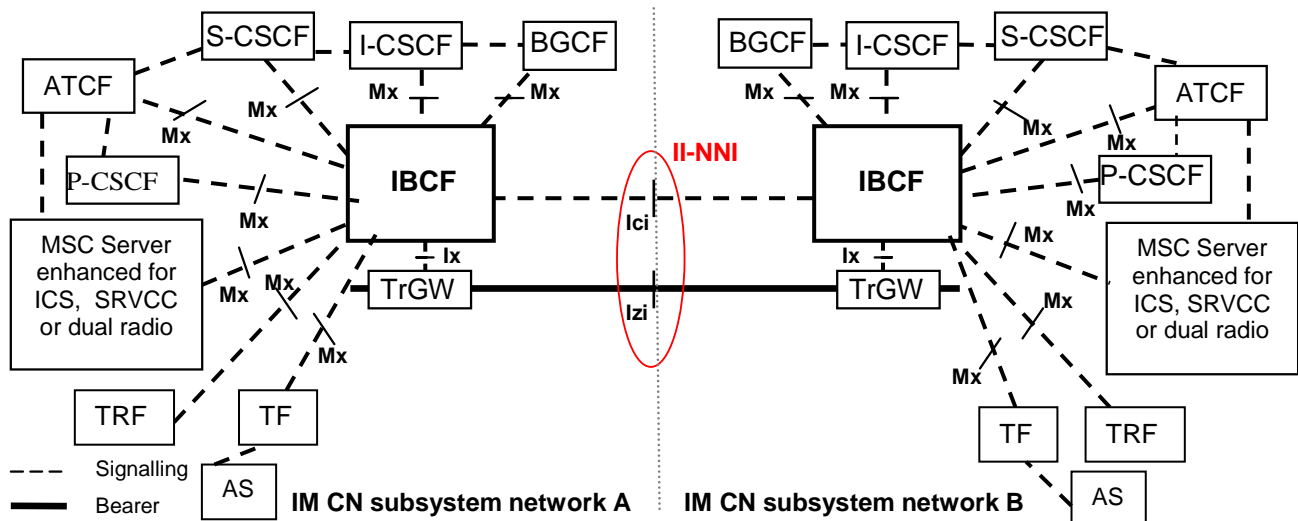 S-CSCF
I-CSCF
BGCF
ATCF
Mx
Mx
Mx
Mx
P-CSCF
IBCF
Mx
MSC Server
enhanced for
ICS, SRVCC
or dual radio
Mx
Mx
Mx
Ix
TrGW
TRF
TF
AS
Signalling
Bearer
IM CN subsystem network A
II-NNI
Ici
Izi
BGCF
I-CSCF
S-CSCF
ATCF
Mx
Mx
Mx
Mx
IBCF
P-CSCF
Mx
Mx
MSC Server
enhanced for
ICS, SRVCC
or dual radio
Ix
TrGW
Mx
Mx
TF
TRF
AS
IM CN subsystem network B